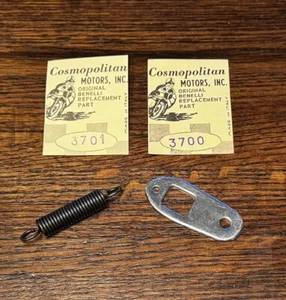 Cosmopolitan
MOTORS, INC.
ORIGINAL
BENELLI
REPLACEMENT
PART
3701
Cosmopolitan
MOTORS, INC.
ORIGINAL
BENELLI
REPLACEMENT
PART
3700